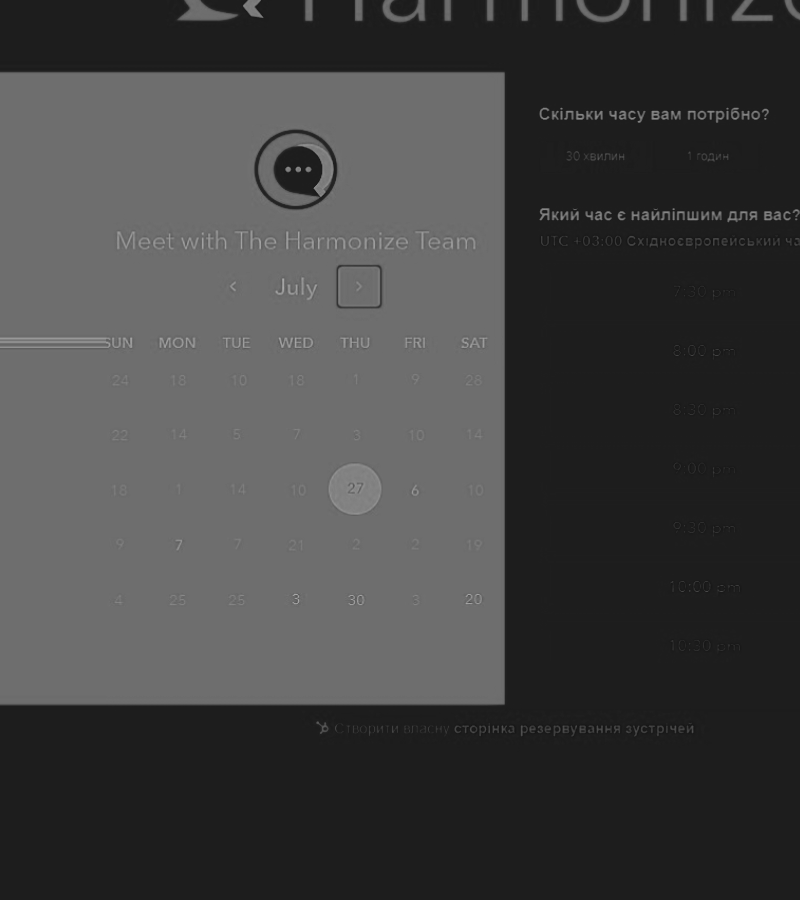 Harmonize
Meet with The Harmonize Team
July
SUN MON TUE WED THU FRI SAT
24 18 10 18 1 9 28
22 14 5 7 3 10 14
18 1 14 10 27 6 10
9 7 7 21 2 2 19
4 25 25 3 30 3 20
Скільки часу вам потрібно?
30 хвилин 1 годин
Який час є найліпшим для вас?
UTC +03:00 Східноєвропейський ча
7:30 pm
8:00 pm
8:30 pm
9:00 pm
9:30 pm
10:00 pm
10:30 pm
Створити власну сторінка резервування зустрічей